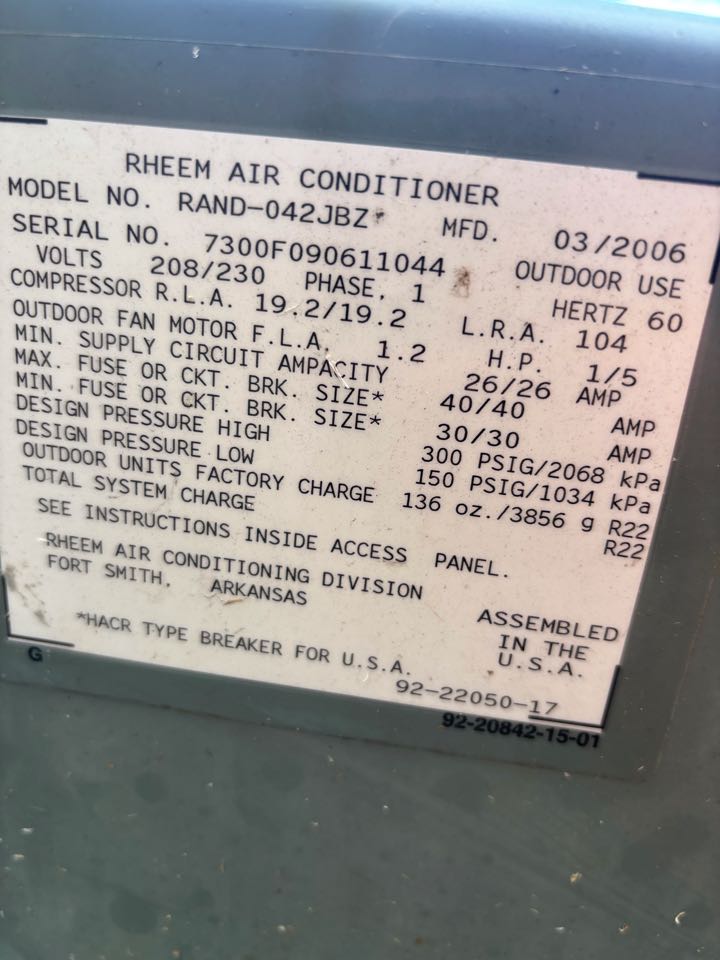 RHEEM AIR CONDITIONER
MODEL NO. RAND-042JBZ* MFD. 03/2006
SERIAL NO. 7300F090611044 OUTDOOR USE
VOLTS 208/230 PHASE. 1 HERTZ 60
COMPRESSOR R.L.A. 19.2/19.2 L.R.A. 104
OUTDOOR FAN MOTOR F.L.A. 1.2 H.P. 1/5
MIN. SUPPLY CIRCUIT AMPACITY 26/26 AMP
MAX. FUSE OR CKT. BRK. SIZE* 40/40 AMP
MIN. FUSE OR CKT. BRK. SIZE* 30/30 AMP
DESIGN PRESSURE HIGH 300 PSIG/2068 kPa
DESIGN PRESSURE LOW 150 PSIG/1034 kPa
OUTDOOR UNITS FACTORY CHARGE 136 oz./3856 g R22
TOTAL SYSTEM CHARGE R22
SEE INSTRUCTIONS INSIDE ACCESS PANEL.
RHEEM AIR CONDITIONING DIVISION
FORT SMITH, ARKANSAS
ASSEMBLED
IN THE
U.S.A.
*HACR TYPE BREAKER FOR U.S.A.
92-22050-17
G
92-20842-15-01